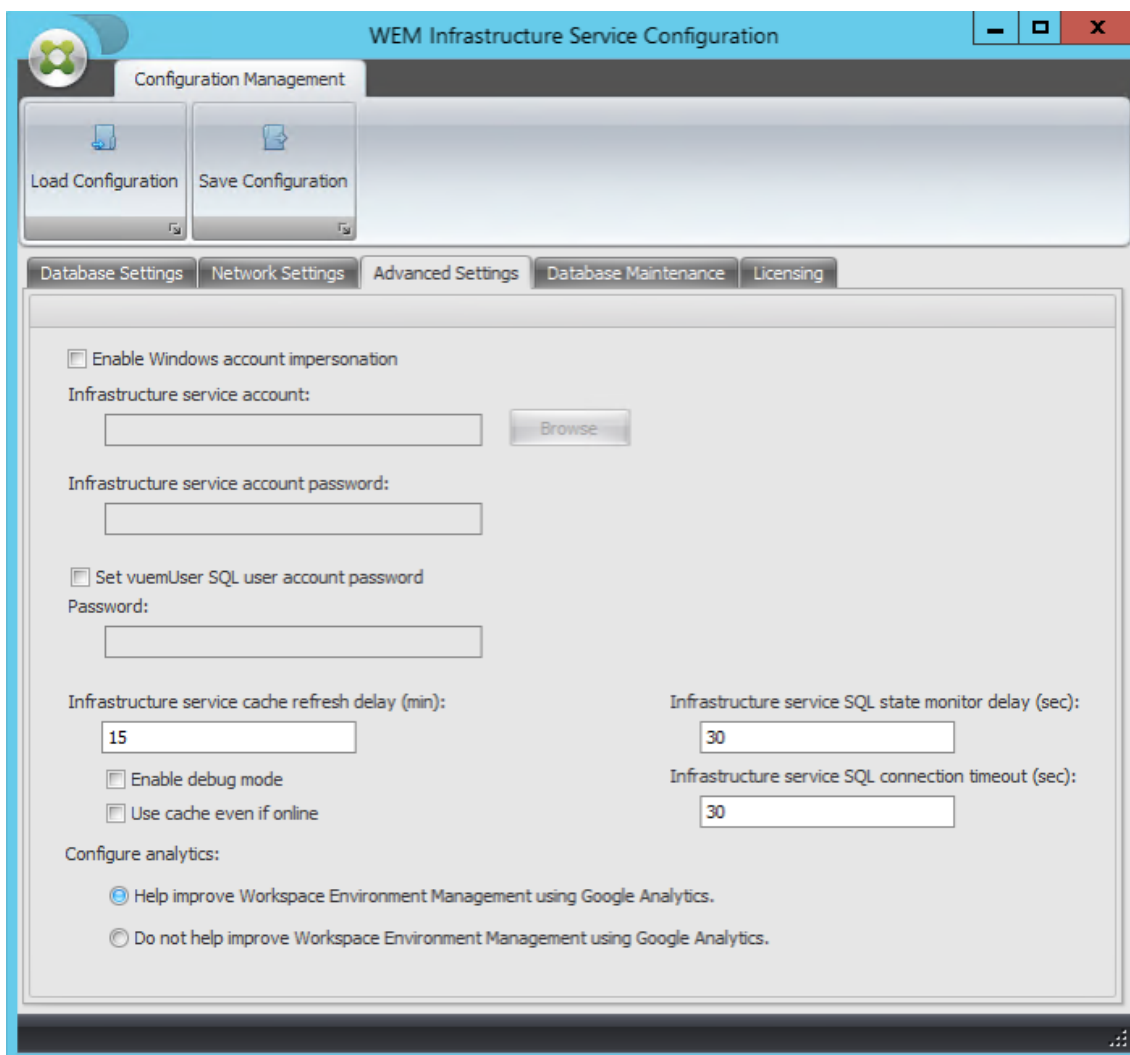 WEM Infrastructure Service Configuration
Configuration Management
Load Configuration
Save Configuration
Database Settings
Network Settings
Advanced Settings
Database Maintenance
Licensing
Enable Windows account impersonation
Infrastructure service account:
Browse
Infrastructure service account password:
Set vuemUser SQL user account password
Password:
Infrastructure service cache refresh delay (min):
15
Enable debug mode
Use cache even if online
Infrastructure service SQL state monitor delay (sec):
30
Infrastructure service SQL connection timeout (sec):
30
Configure analytics:
Help improve Workspace Environment Management using Google Analytics.
Do not help improve Workspace Environment Management using Google Analytics.